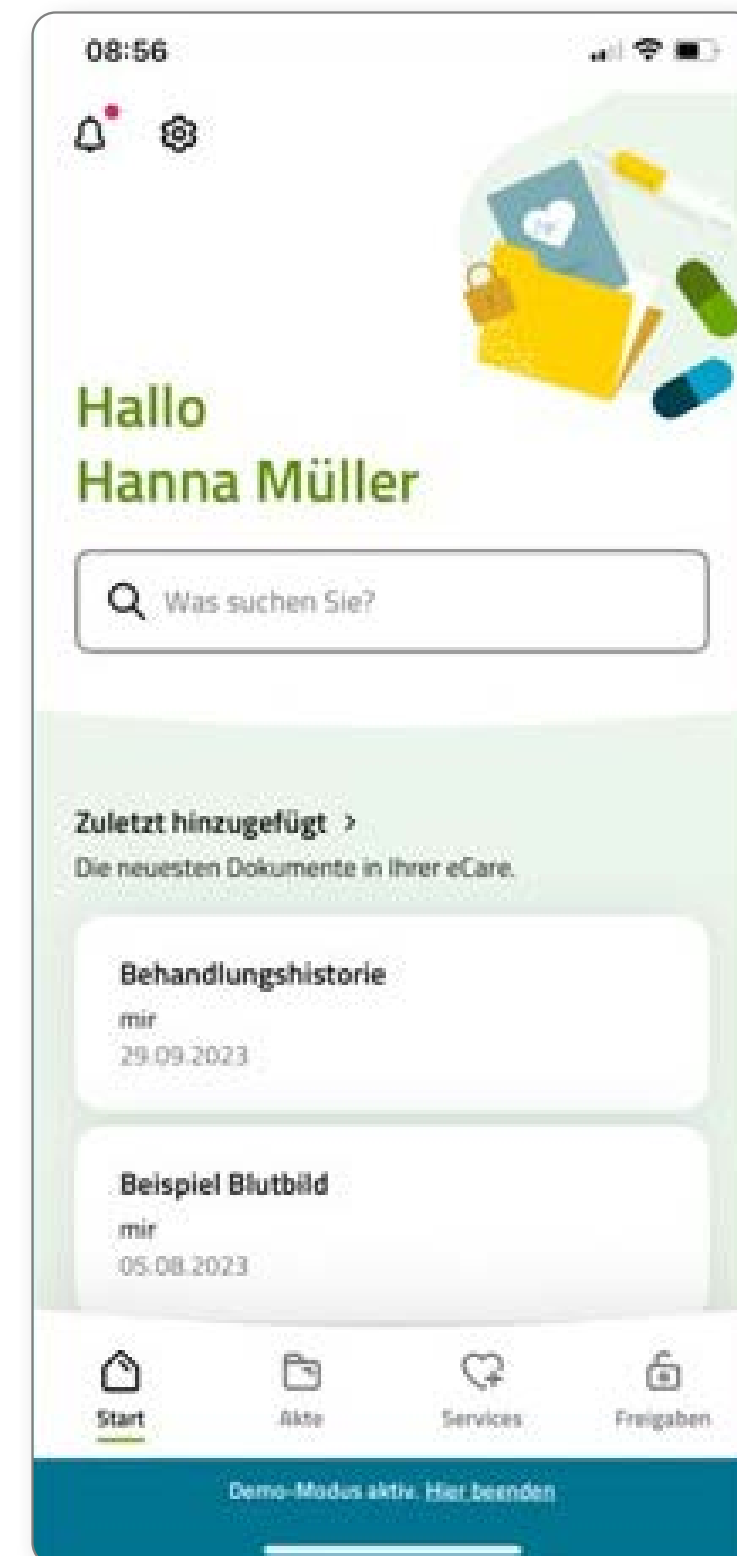 08:56
Hallo
Hanna Müller
Was suchen Sie?
Zuletzt hinzugefügt >
Die neuesten Dokumente in Ihrer eCare.
Behandlungshistorie
mir
29.09.2023
Beispiel Blutbild
mir
05.08.2023
Start Akte Services Freigaben
Demo-Modus aktiv. Hier beenden